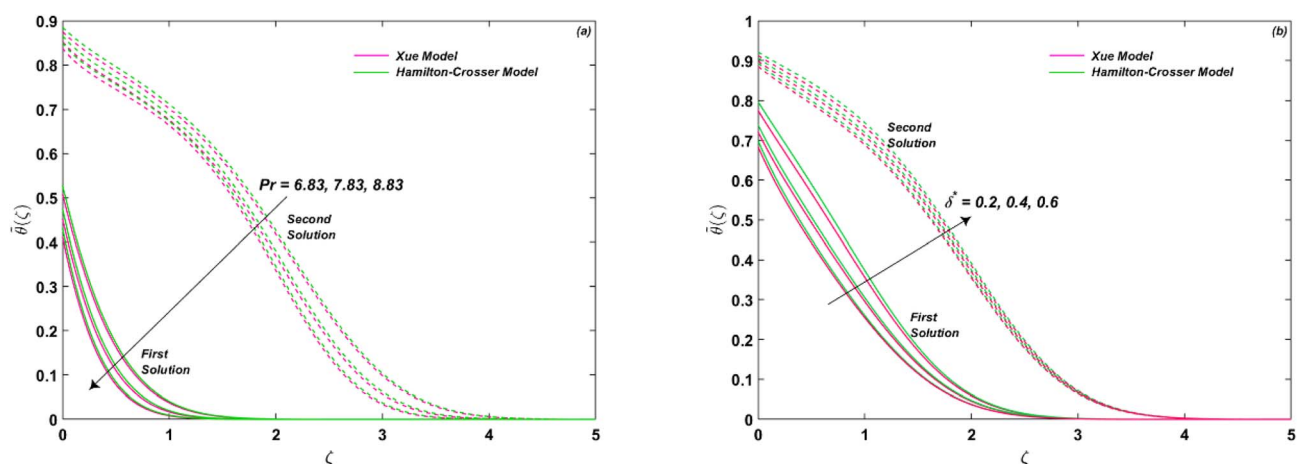 (a)
Xue Model
Hamilton-Crosser Model
Pr = 6.83, 7.83, 8.83
Second
Solution
First
Solution
0.9
0.8
0.7
0.6
0.5
0.4
0.3
0.2
0.1
0
0 1 2 3 4 5
θ̄(ζ)
ζ
(b)
Xue Model
Hamilton-Crosser Model
Second
Solution
δ* = 0.2, 0.4, 0.6
First
Solution
1
0.9
0.8
0.7
0.6
0.5
0.4
0.3
0.2
0.1
0
0 1 2 3 4 5
θ̄(ζ)
ζ